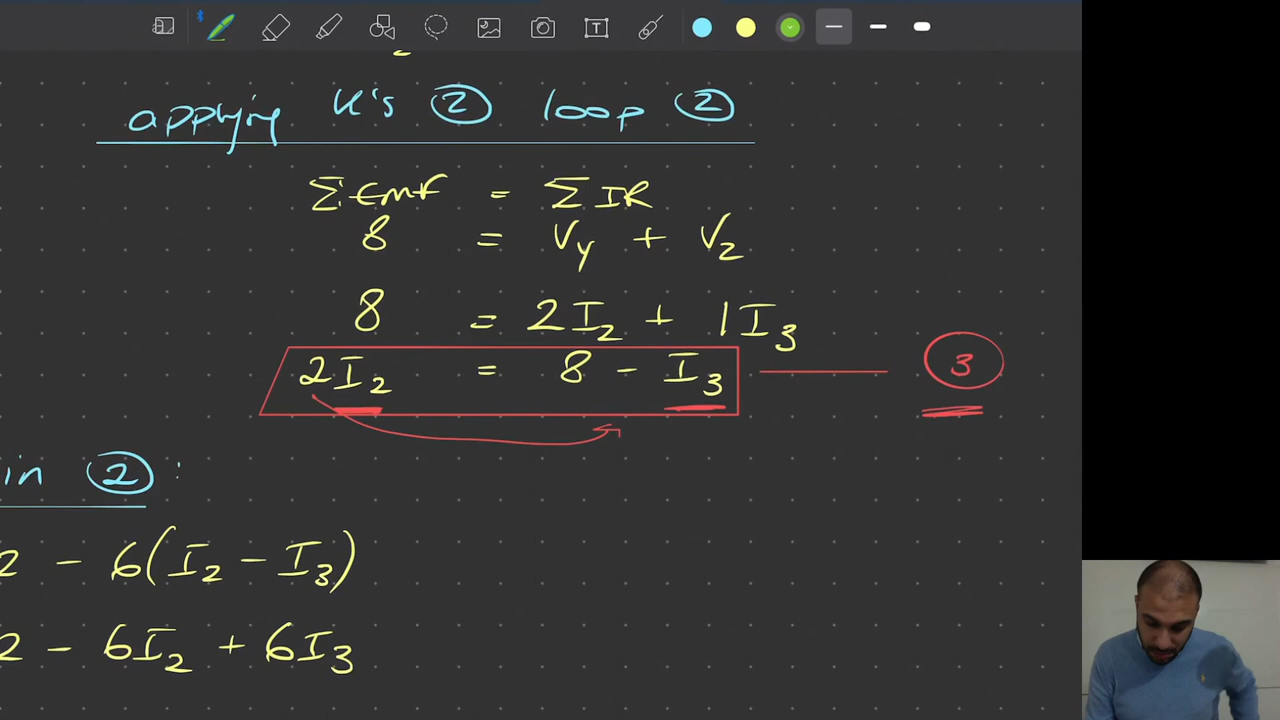 applying K's ② loop ②
ΣEmf = ΣIR
8 = Vy + Vz
8 = 2I₂ + 1I₃
2I₂ = 8 - I₃ ③
in ② :
2 - 6(I₂ - I₃)
2 - 6I₂ + 6I₃